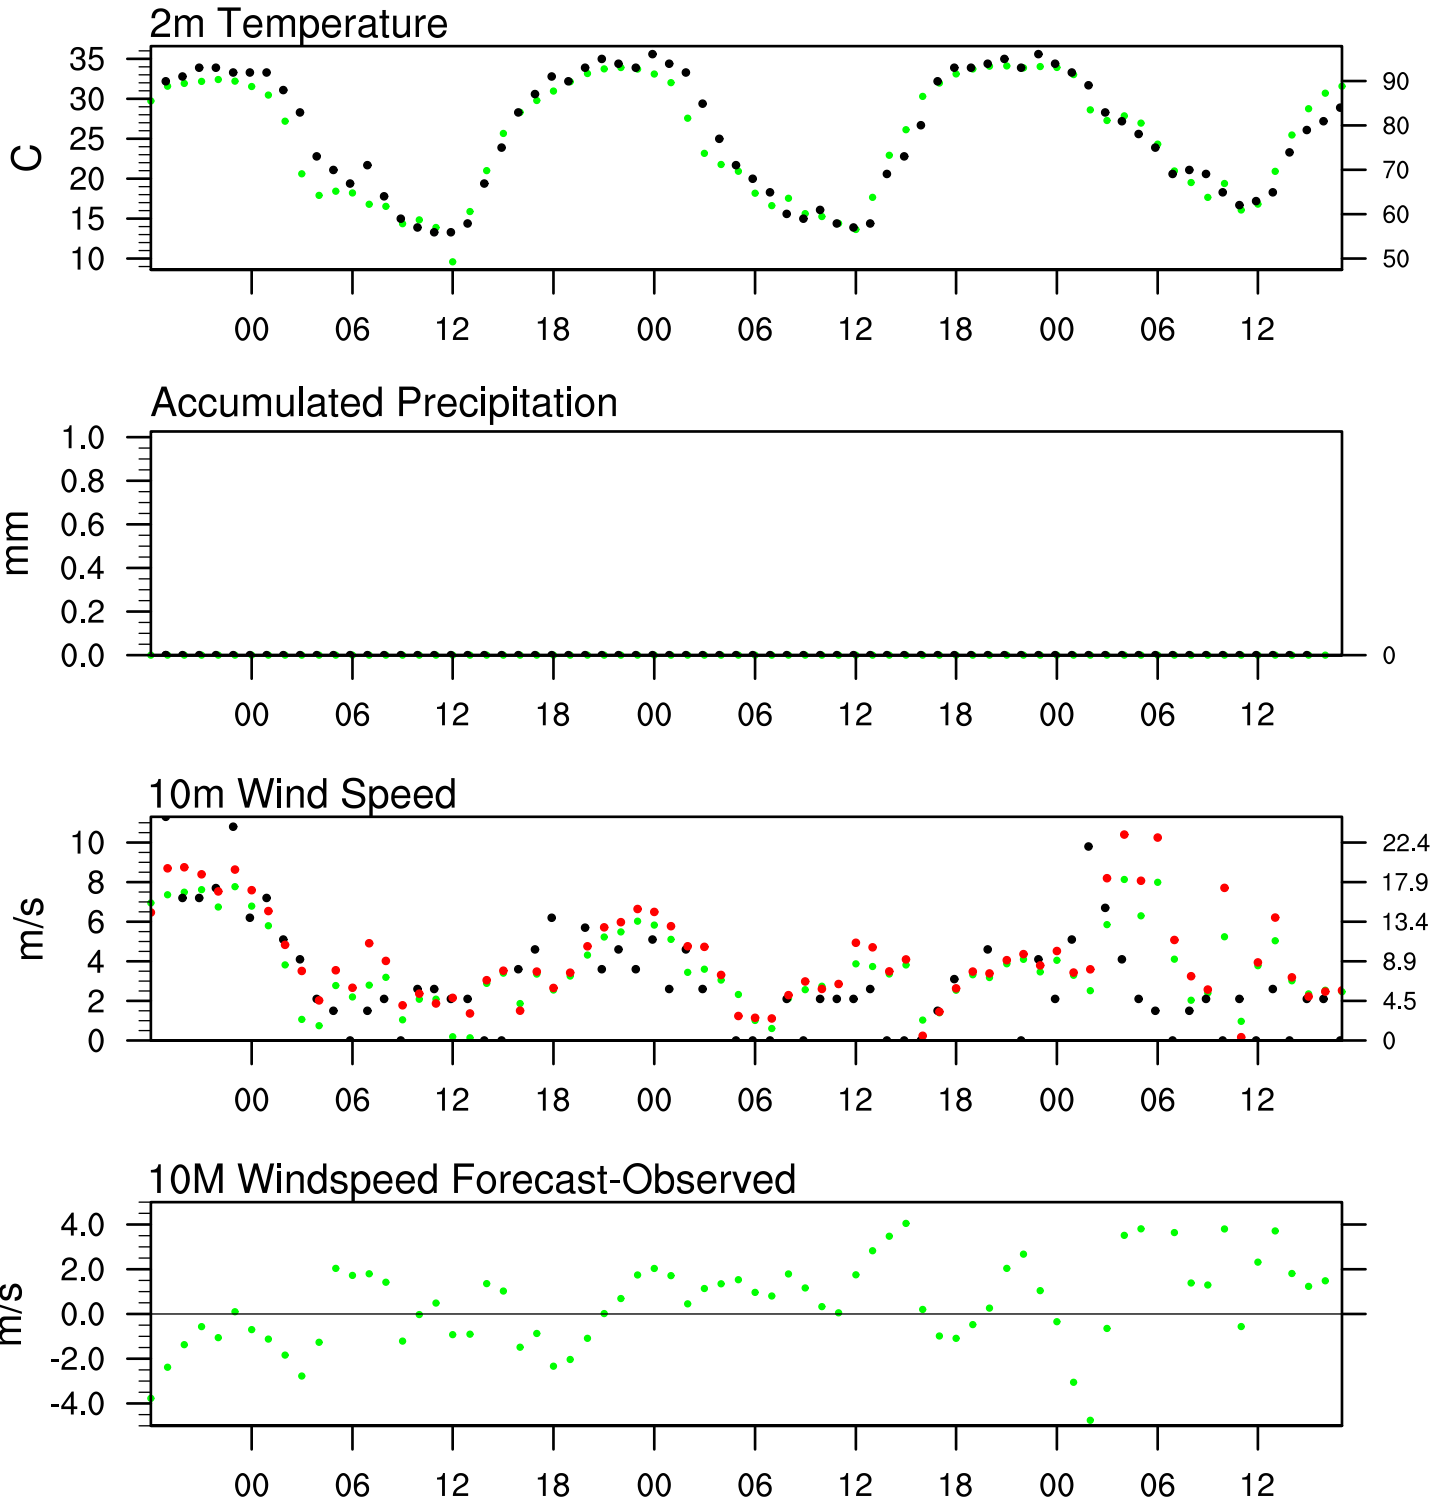 2m Temperature
35
30
25
20
15
10
C
90
80
70
60
50
00 06 12 18 00 06 12 18 00 06 12
Accumulated Precipitation
1.0
0.8
0.6
0.4
0.2
0.0
mm
0
00 06 12 18 00 06 12 18 00 06 12
10m Wind Speed
10
8
6
4
2
0
m/s
22.4
17.9
13.4
8.9
4.5
0
00 06 12 18 00 06 12 18 00 06 12
10M Windspeed Forecast-Observed
4.0
2.0
0.0
-2.0
-4.0
m/s
00 06 12 18 00 06 12 18 00 06 12